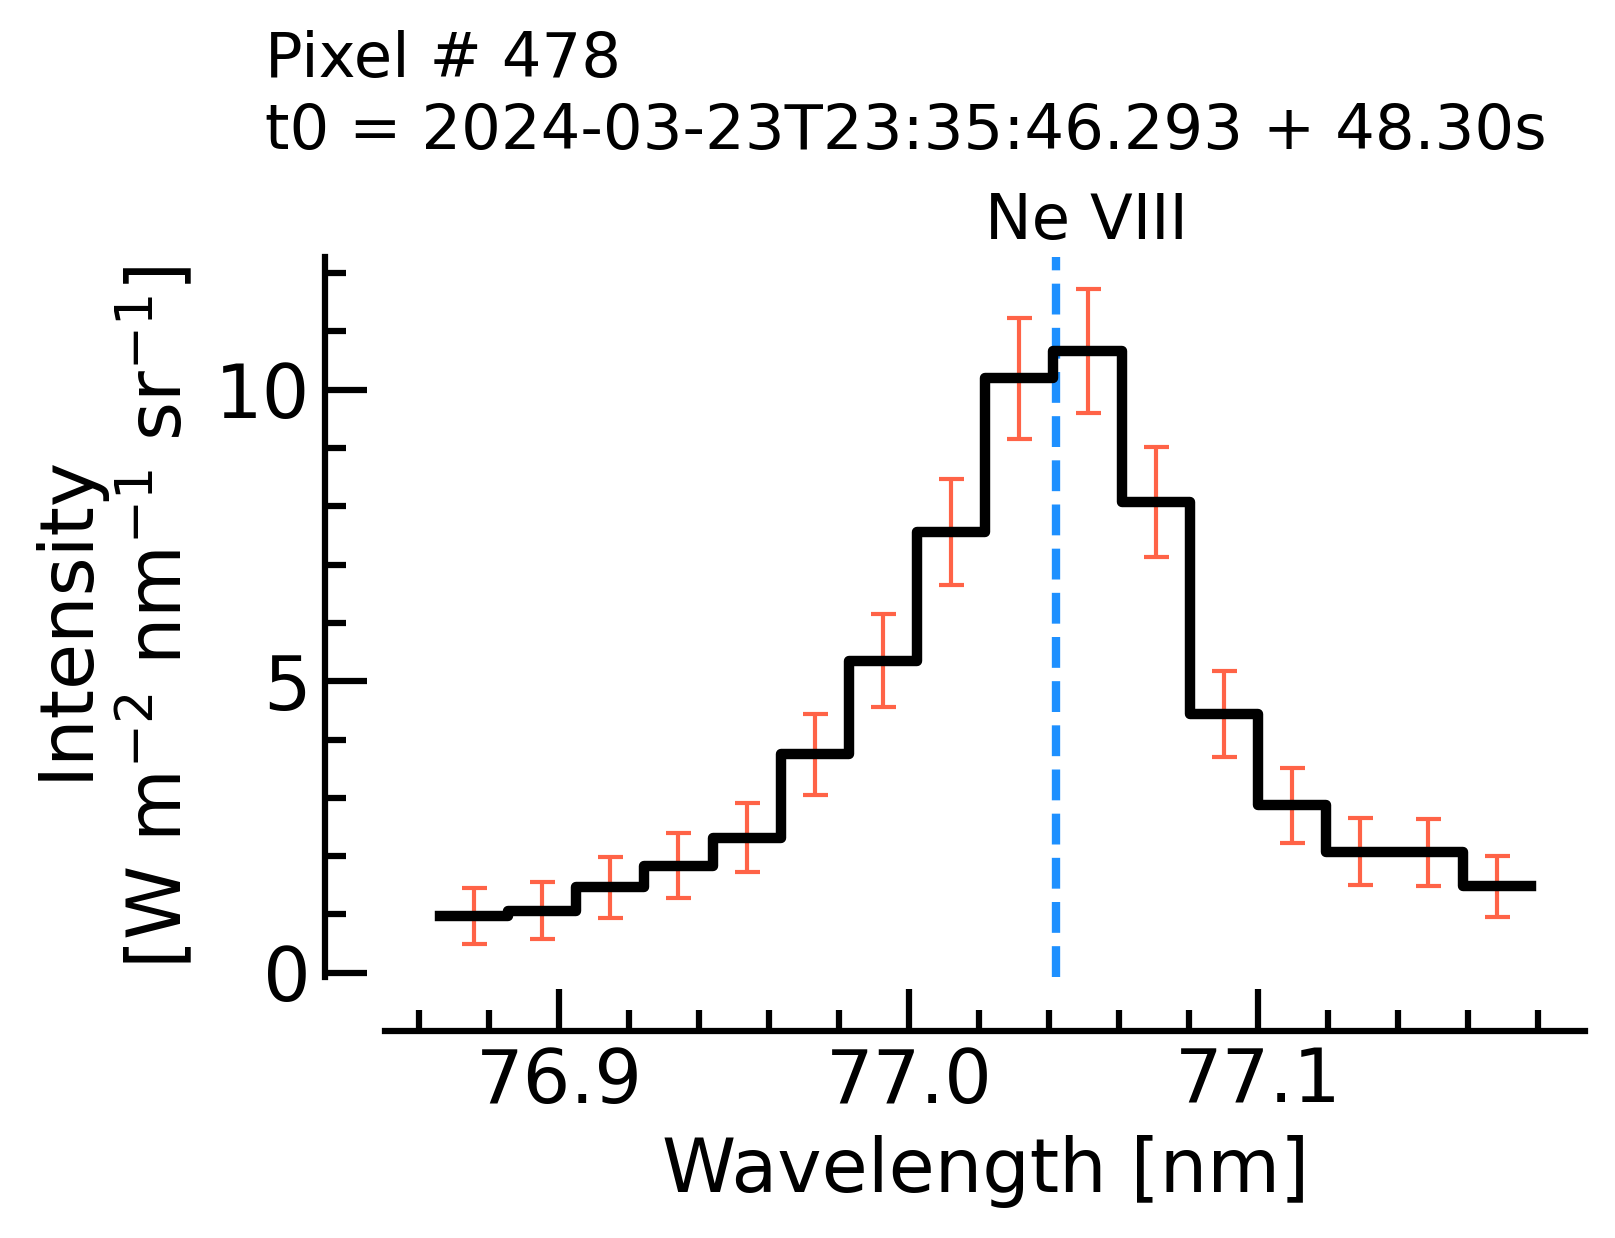 Pixel # 478
t0 = 2024-03-23T23:35:46.293 + 48.30s
Ne VIII
Intensity
[W m⁻² nm⁻¹ sr⁻¹]
10
5
0
76.9 77.0 77.1
Wavelength [nm]